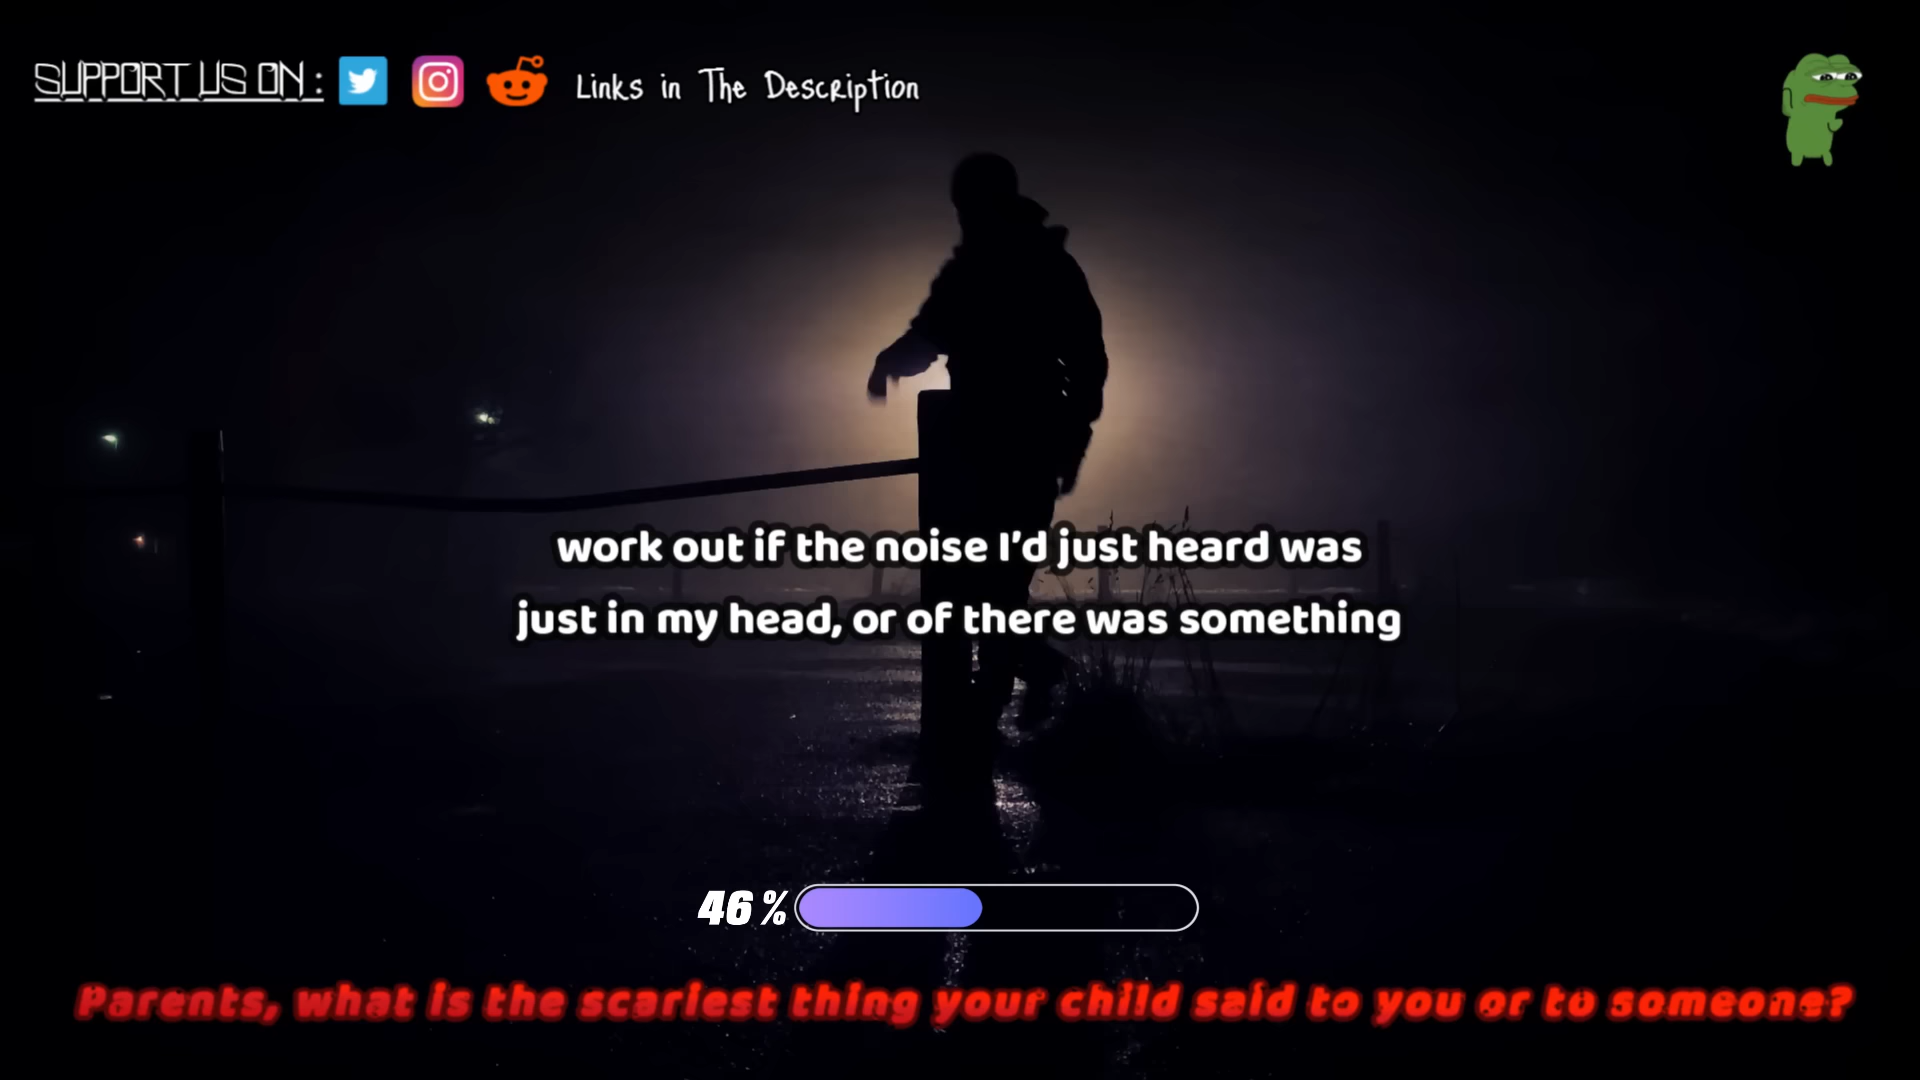 SUPPORT US ON :
Links in The Description
work out if the noise I'd just heard was
just in my head, or of there was something
46 %
Parents, what is the scariest thing your child said to you or to someone?